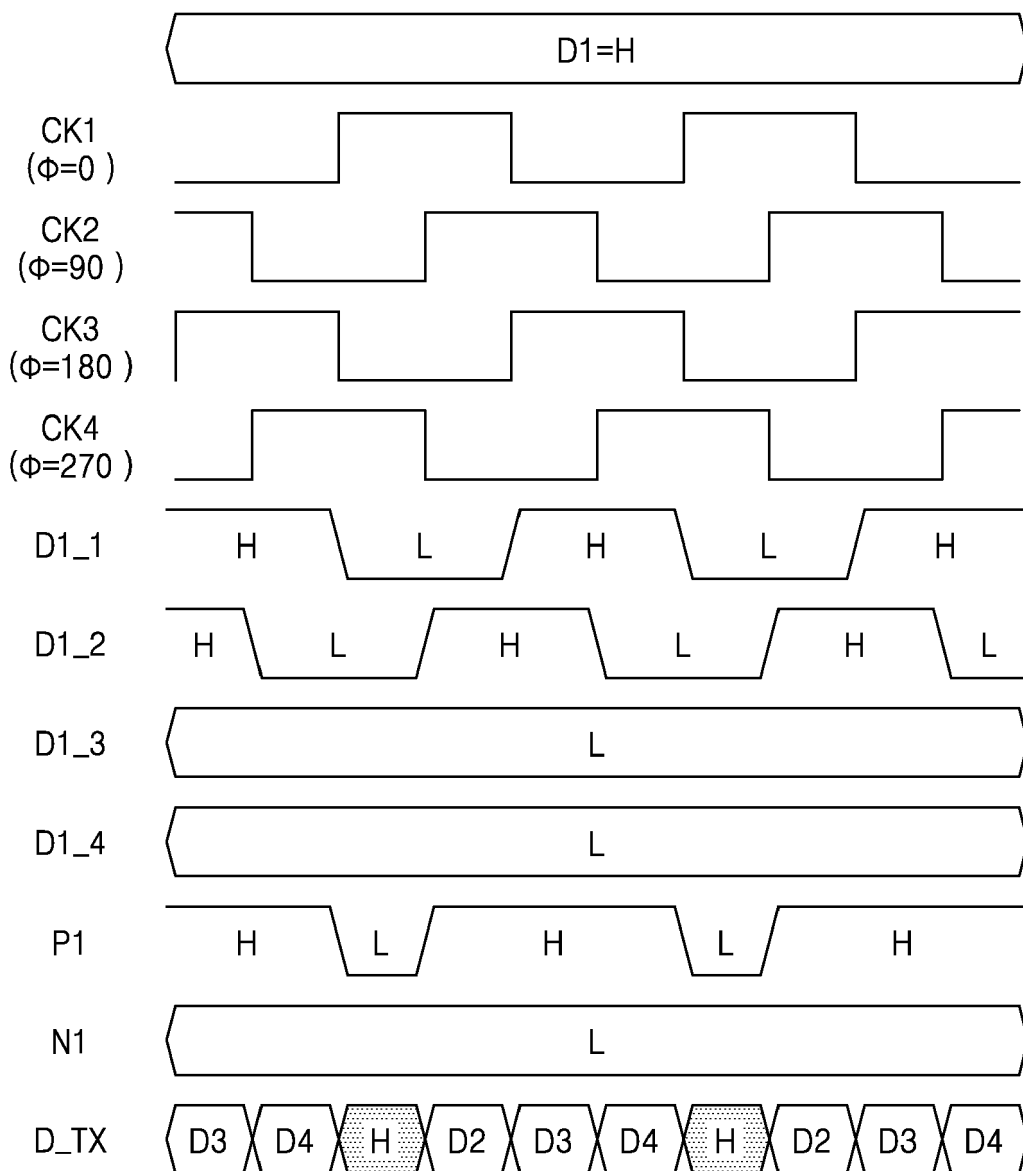 D1=H
CK1
(Φ=0 )
CK2
(Φ=90 )
CK3
(Φ=180 )
CK4
(Φ=270 )
D1_1 H L H L H
D1_2 H L H L H L
D1_3 L
D1_4 L
P1 H L H L H
N1 L
D_TX D3 D4 H D2 D3 D4 H D2 D3 D4